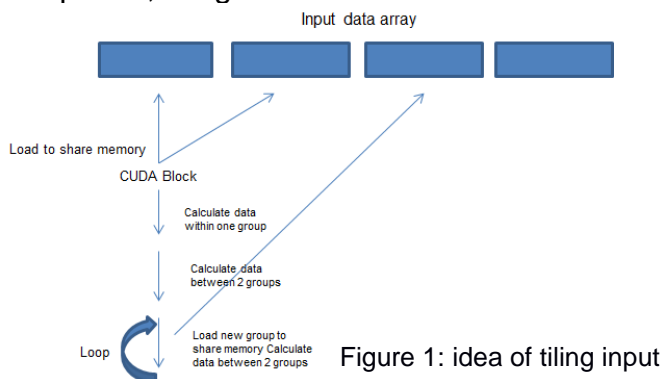 Input data array
Load to share memory
CUDA Block
Calculate data
within one group
Calculate data
between 2 groups
Loop
Load new group to
share memory Calculate
data between 2 groups
Figure 1: idea of tiling input